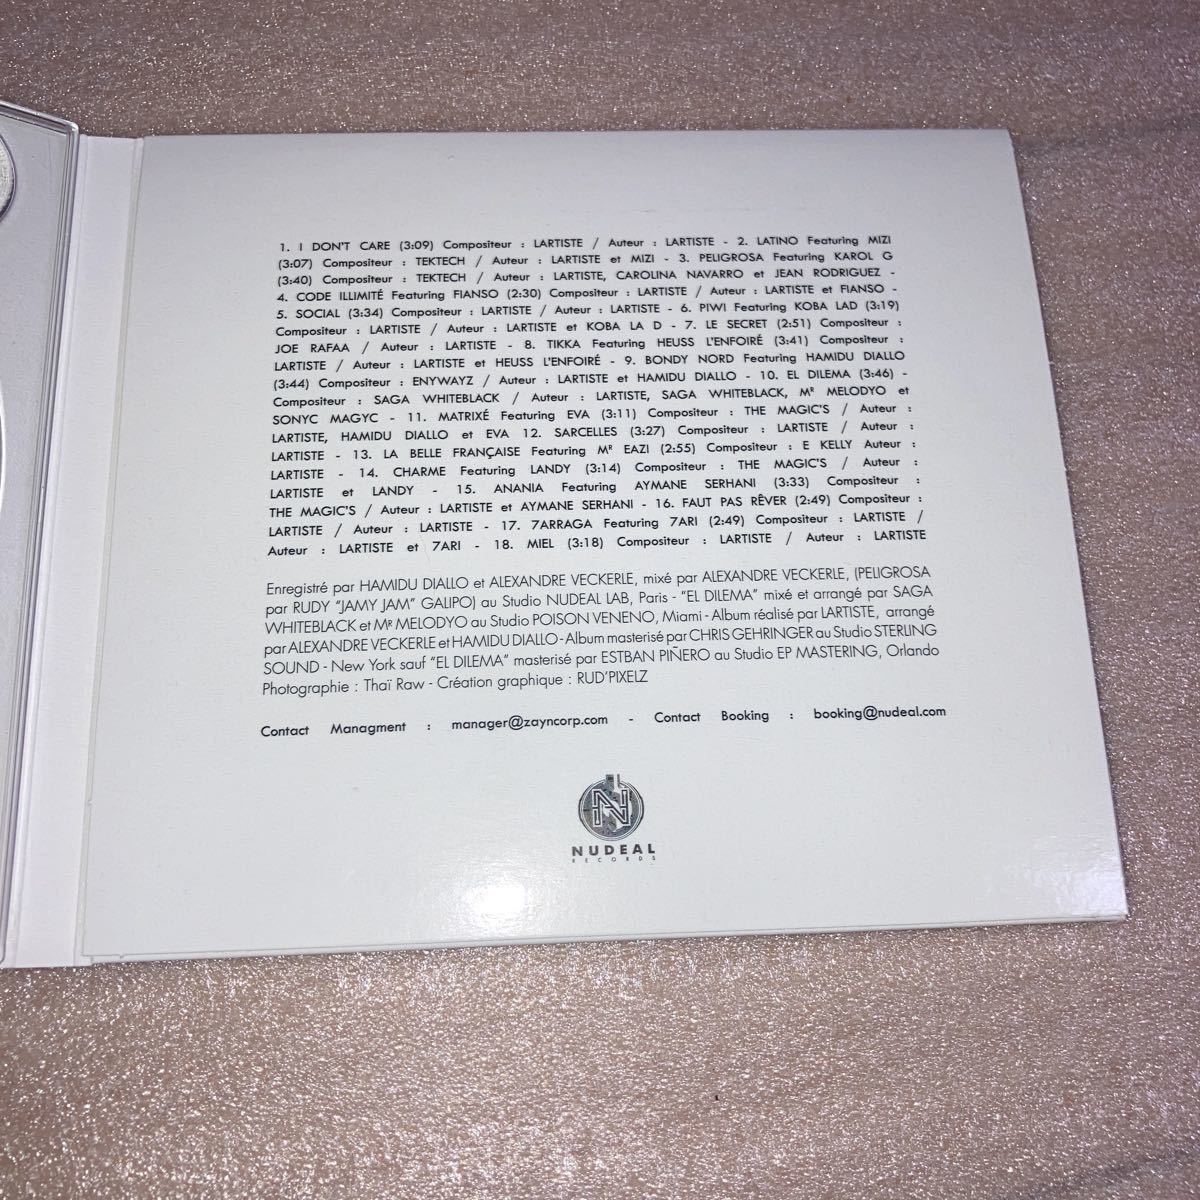 1. I DON'T CARE (3:09) Compositeur : LARTISTE / Auteur : LARTISTE - 2. LATINO Featuring MIZI
(3:07) Compositeur : TEKTECH / Auteur : LARTISTE et MIZI - 3. PELIGROSA Featuring KAROL G
(3:40) Compositeur : TEKTECH / Auteur : LARTISTE, CAROLINA NAVARRO et JEAN RODRIGUEZ -
4. CODE ILLIMITÉ Featuring FIANSO (2:30) Compositeur : LARTISTE / Auteur : LARTISTE et FIANSO -
5. SOCIAL (3:34) Compositeur : LARTISTE / Auteur : LARTISTE - 6. PIWI Featuring KOBA LAD (3:19)
Compositeur : LARTISTE / Auteur : LARTISTE et KOBA LA D - 7. LE SECRET (2:51) Compositeur :
JOE RAFAA / Auteur : LARTISTE - 8. TIKKA Featuring HEUSS L'ENFOIRÉ (3:41) Compositeur :
LARTISTE / Auteur : LARTISTE et HEUSS L'ENFOIRÉ - 9. BONDY NORD Featuring HAMIDU DIALLO
(3:44) Compositeur : ENYWAYZ / Auteur : LARTISTE et HAMIDU DIALLO - 10. EL DILEMA (3:46) -
Compositeur : SAGA WHITEBLACK / Auteur : LARTISTE, SAGA WHITEBLACK, Mᴿ MELODYO et
SONYC MAGYC - 11. MATRIXÉ Featuring EVA (3:11) Compositeur : THE MAGIC'S / Auteur :
LARTISTE, HAMIDU DIALLO et EVA 12. SARCELLES (3:27) Compositeur : LARTISTE / Auteur :
LARTISTE - 13. LA BELLE FRANÇAISE Featuring Mᴿ EAZI (2:55) Compositeur : E KELLY Auteur :
LARTISTE - 14. CHARME Featuring LANDY (3:14) Compositeur : THE MAGIC'S / Auteur :
LARTISTE et LANDY - 15. ANANIA Featuring AYMANE SERHANI (3:33) Compositeur :
THE MAGIC'S / Auteur : LARTISTE et AYMANE SERHANI - 16. FAUT PAS RÊVER (2:49) Compositeur :
LARTISTE / Auteur : LARTISTE - 17. 7ARRAGA Featuring 7ARI (2:49) Compositeur : LARTISTE /
Auteur : LARTISTE et 7ARI - 18. MIEL (3:18) Compositeur : LARTISTE / Auteur : LARTISTE
Enregistré par HAMIDU DIALLO et ALEXANDRE VECKERLE, mixé par ALEXANDRE VECKERLE, (PELIGROSA
par RUDY "JAMY JAM" GALIPO) au Studio NUDEAL LAB, Paris - "EL DILEMA" mixé et arrangé par SAGA
WHITEBLACK et Mᴿ MELODYO au Studio POISON VENENO, Miami - Album réalisé par LARTISTE, arrangé
par ALEXANDRE VECKERLE et HAMIDU DIALLO - Album masterisé par CHRIS GEHRINGER au Studio STERLING
SOUND - New York sauf "EL DILEMA" masterisé par ESTBAN PIÑERO au Studio EP MASTERING, Orlando
Photographie : Thaï Raw - Création graphique : RUD'PIXELZ
Contact Managment : manager@zayncorp.com - Contact Booking : booking@nudeal.com
N
NUDEAL
RECORDS